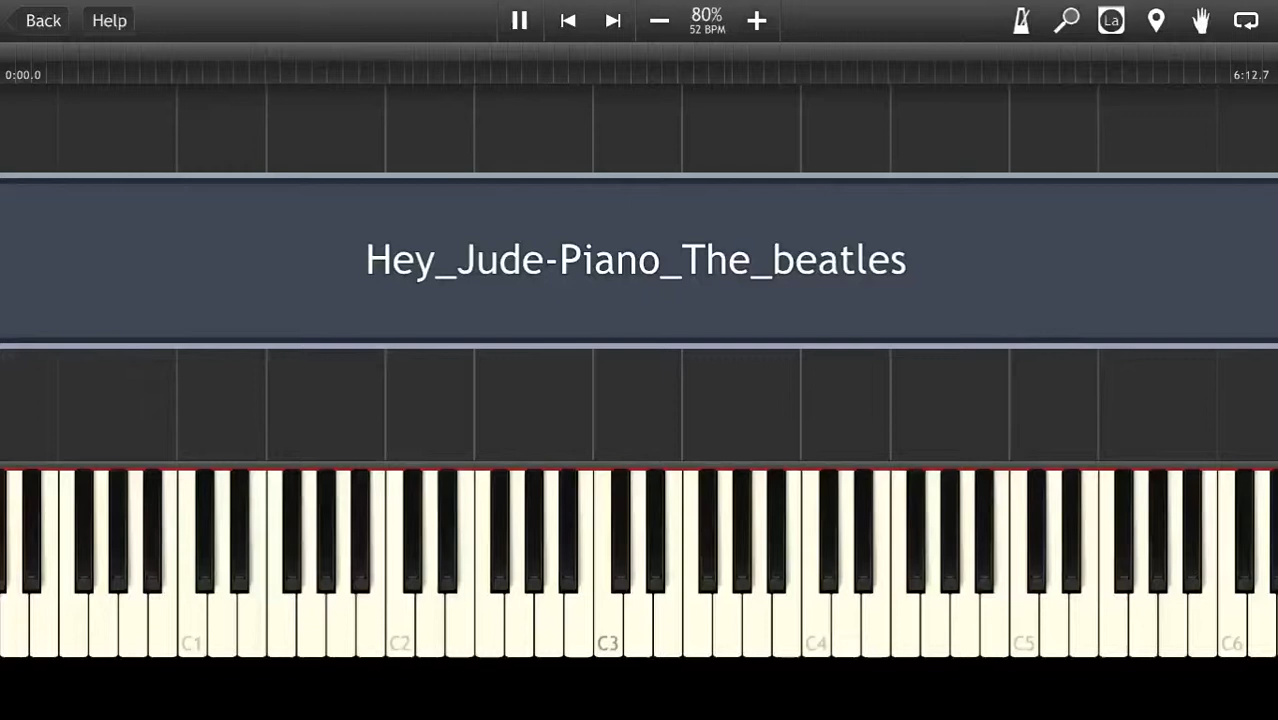 Back Help 80% La
52 BPM
0:00.0 6:12.7
Hey_Jude-Piano_The_beatles
C1 C2 C3 C4 C5 C6